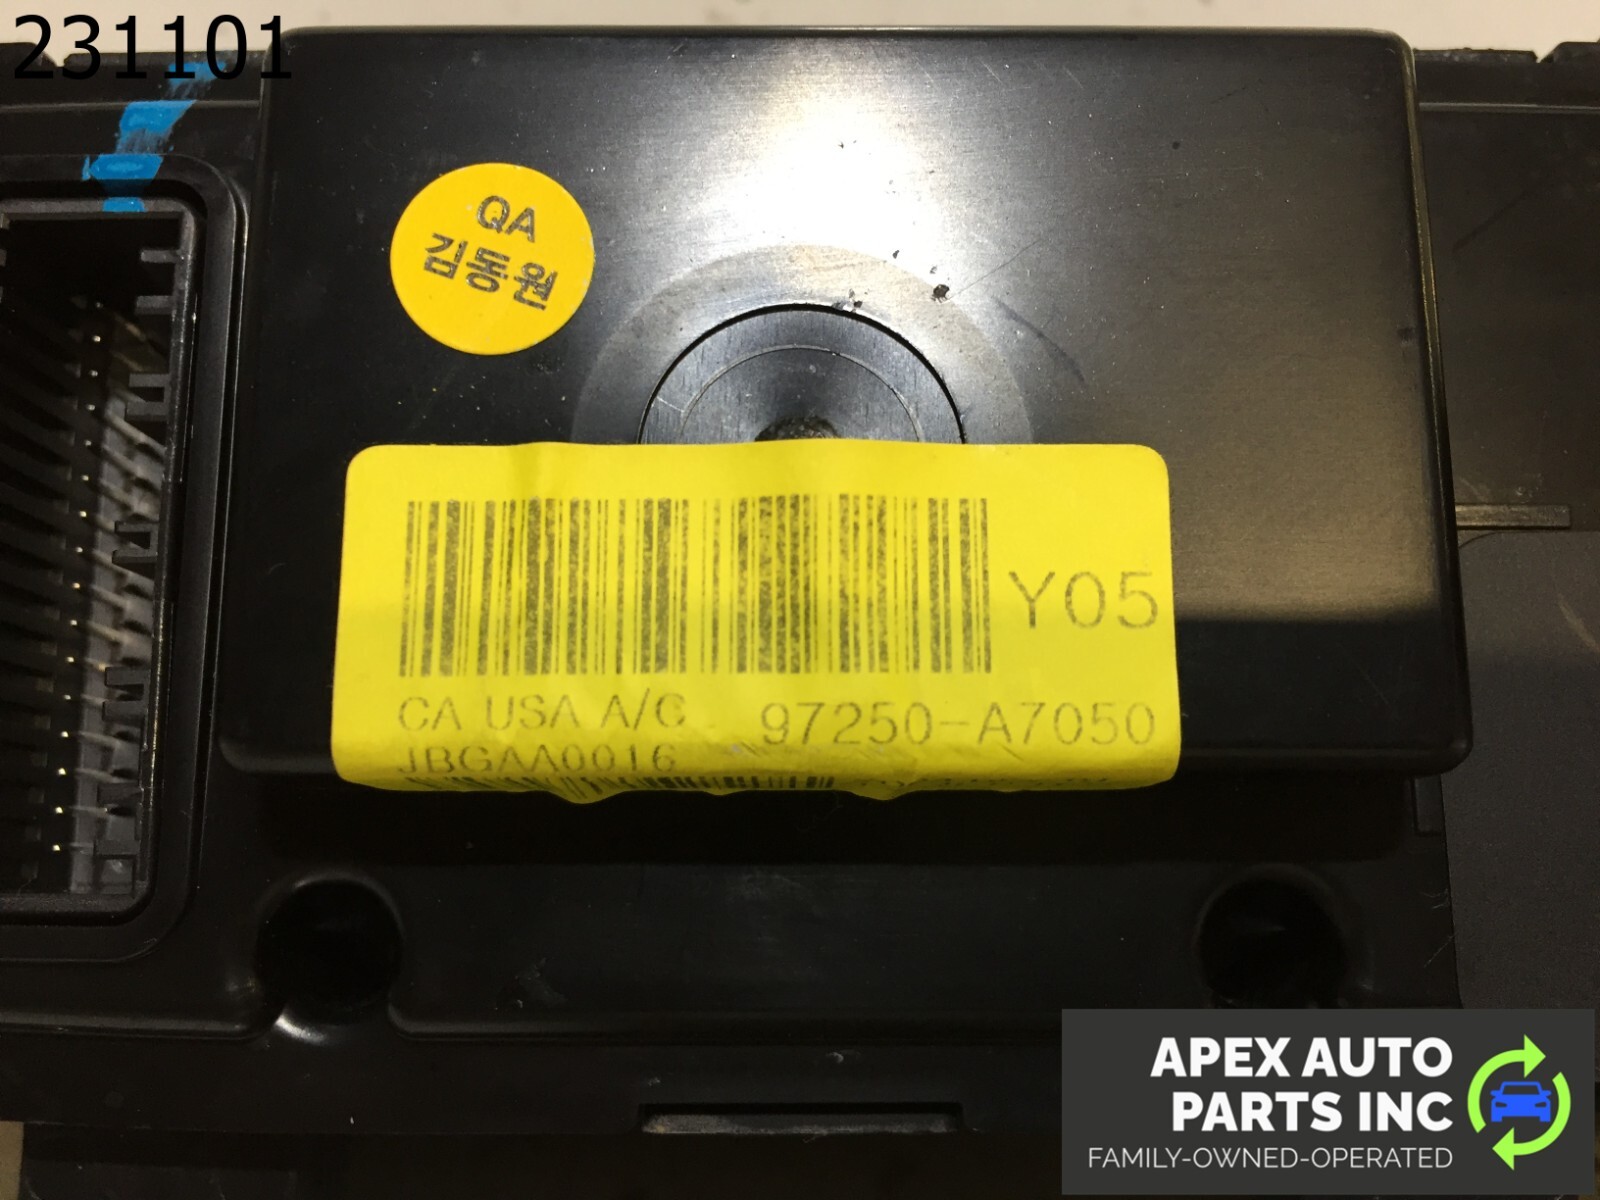 231101
QA
김동원
Y05
CA USA A/C 97250-A7050
JBGAA0016
APEX AUTO
PARTS INC
FAMILY-OWNED-OPERATED